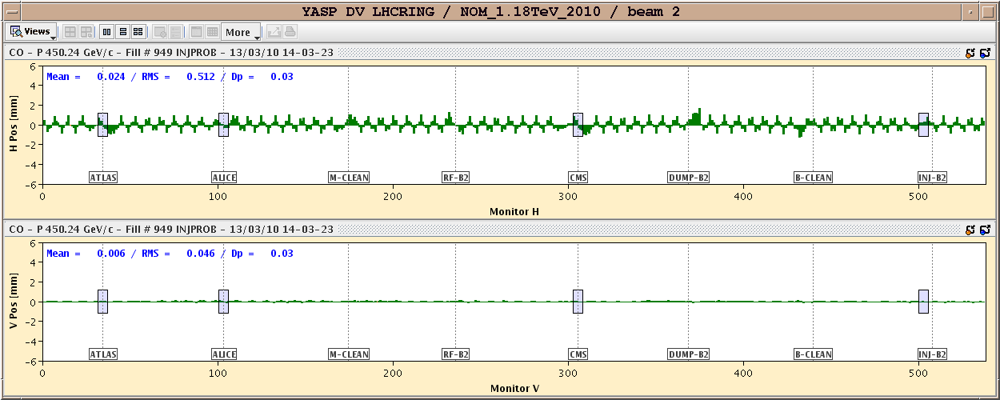 YASP DV LHCRING / NOM_1.18TeV_2010 / beam 2
Views More
CO - P 450.24 GeV/c - Fill # 949 INJPROB - 13/03/10 14-03-23
Mean = 0.024 / RMS = 0.512 / Dp = 0.03
H Pos [mm]
6
4
2
0
-2
-4
-6
ATLAS ALICE M-CLEAN RF-B2 CMS DUMP-B2 B-CLEAN INJ-B2
0 100 200 300 400 500
Monitor H
CO - P 450.24 GeV/c - Fill # 949 INJPROB - 13/03/10 14-03-23
Mean = 0.006 / RMS = 0.046 / Dp = 0.03
V Pos [mm]
6
4
2
0
-2
-4
-6
ATLAS ALICE M-CLEAN RF-B2 CMS DUMP-B2 B-CLEAN INJ-B2
0 100 200 300 400 500
Monitor V